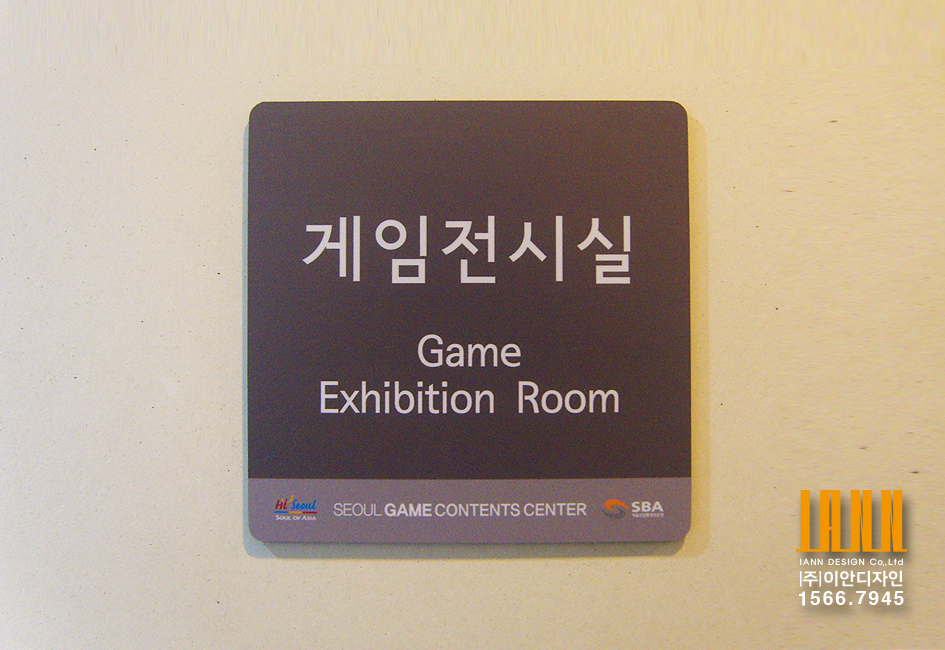 게임전시실
Game
Exhibition Room
Hi Seoul
SOUL OF ASIA
SEOUL GAME CONTENTS CENTER
SBA
IANN
IANN DESIGN Co.,Ltd
(주)이안디자인
1566.7945